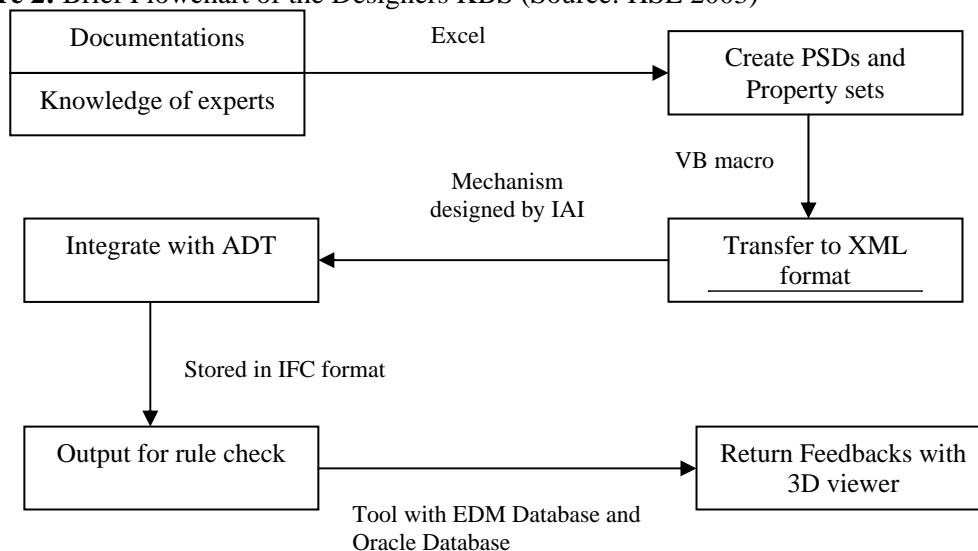 2. Brief Flowchart of the Designers KBS (Source: HSE 2003)
Documentations
Excel
Create PSDs and
Property sets
Knowledge of experts
VB macro
Mechanism
designed by IAI
Integrate with ADT
Transfer to XML
format
Stored in IFC format
Output for rule check
Return Feedbacks with
3D viewer
Tool with EDM Database and
Oracle Database